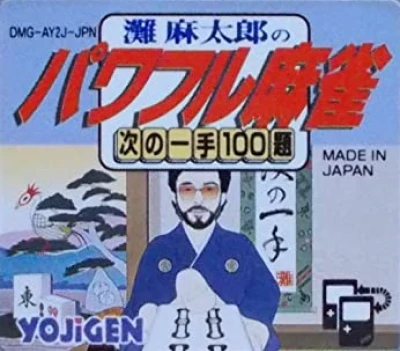 DMG-AY2J-JPN
灘 麻太郎の
パワフル麻雀
次の一手100題
MADE IN
JAPAN
次の一手
灘
東
YOJIGEN